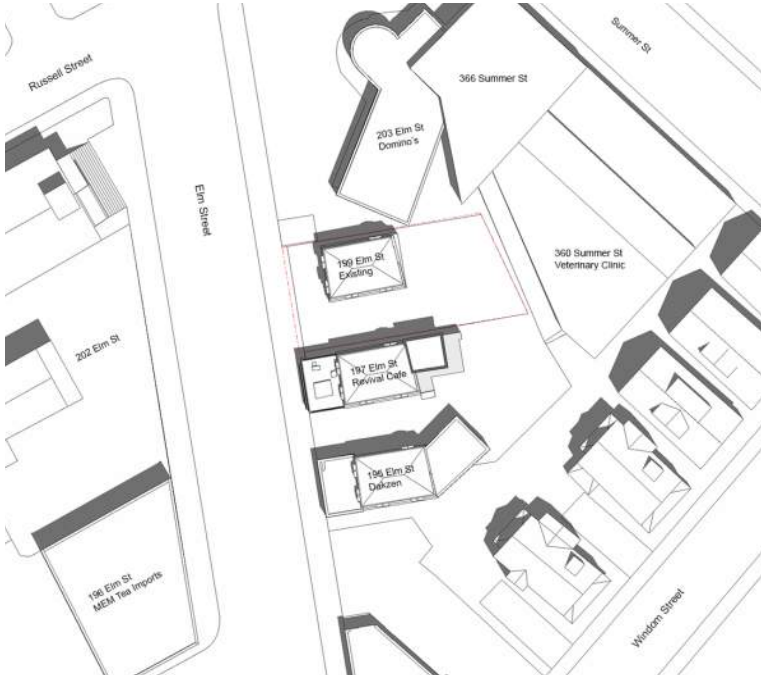 Summer St
Russell Street
366 Summer St
203 Elm St
Domino's
Elm Street
199 Elm St
Existing
360 Summer St
Veterinary Clinic
202 Elm St
197 Elm St
Revival Cafe
195 Elm St
Dakzen
196 Elm St
MEM Tea Imports
Windom Street